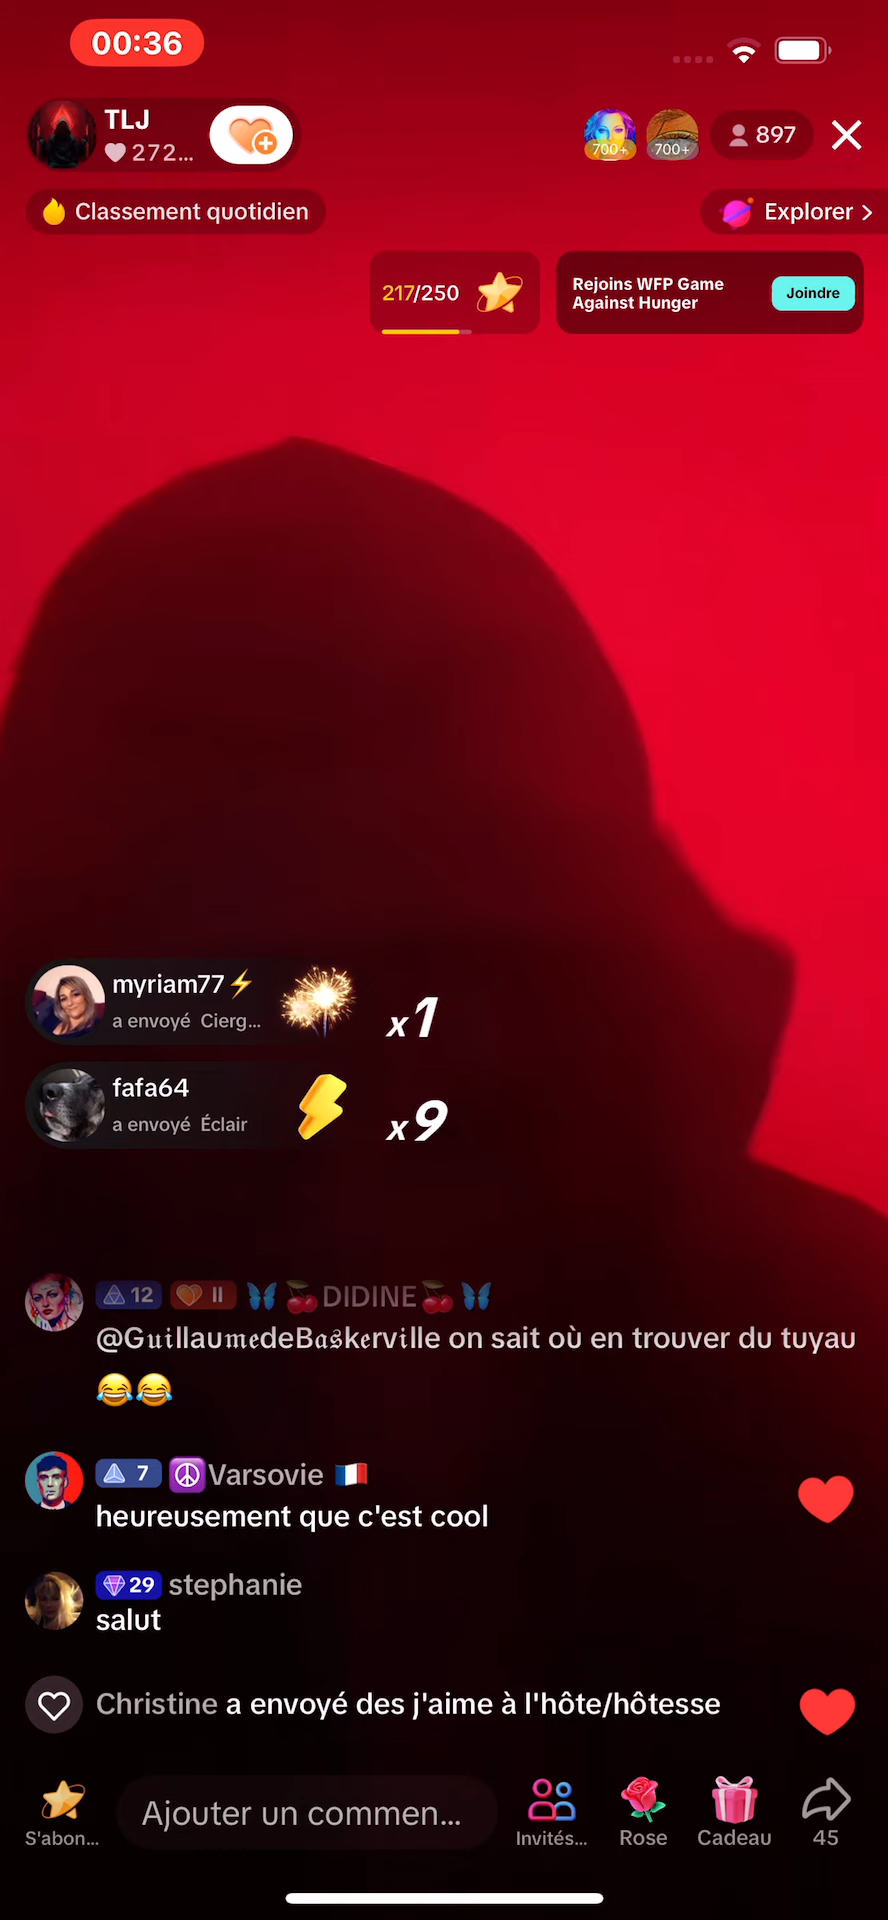 00:36
TLJ
272...
700+
700+
897
Classement quotidien
Explorer >
217/250
Rejoins WFP Game
Against Hunger
Joindre
myriam77⚡
a envoyé Cierg...
x1
fafa64
a envoyé Éclair
x9
12 II 🦋🍒DIDINE🍒🦋
@G𝔲𝔦llau𝔪𝔢deB𝔞𝔰k𝔢rv𝔦lle on sait où en trouver du tuyau
😂😂
7 ☮️Varsovie 🇫🇷
heureusement que c'est cool
29 stephanie
salut
Christine a envoyé des j'aime à l'hôte/hôtesse
Ajouter un commen...
S'abon...
Invités...
Rose
Cadeau
45